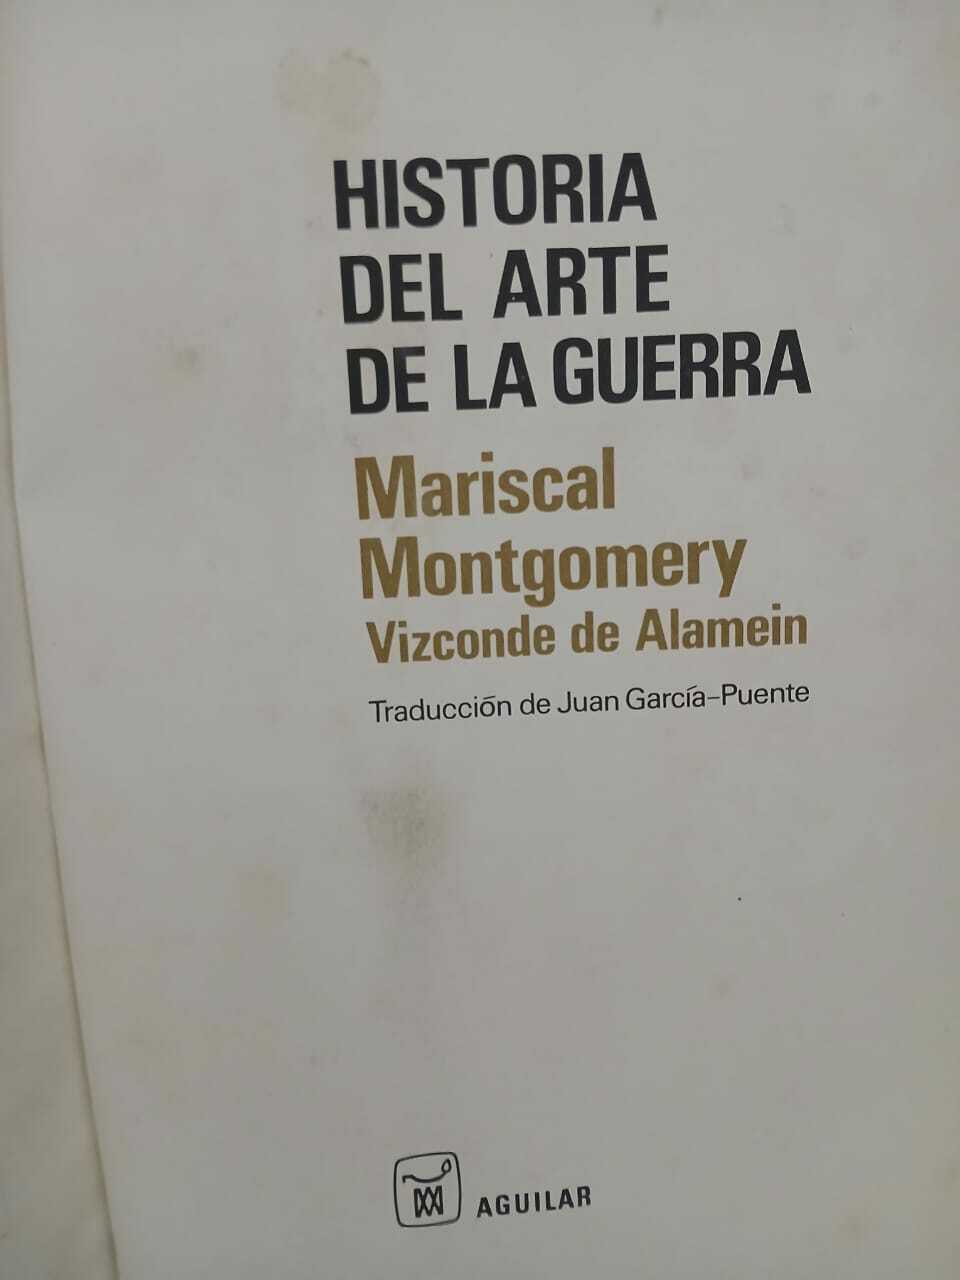 HISTORIA
DEL ARTE
DE LA GUERRA
Mariscal
Montgomery
Vizconde de Alamein
Traducción de Juan García-Puente
AGUILAR